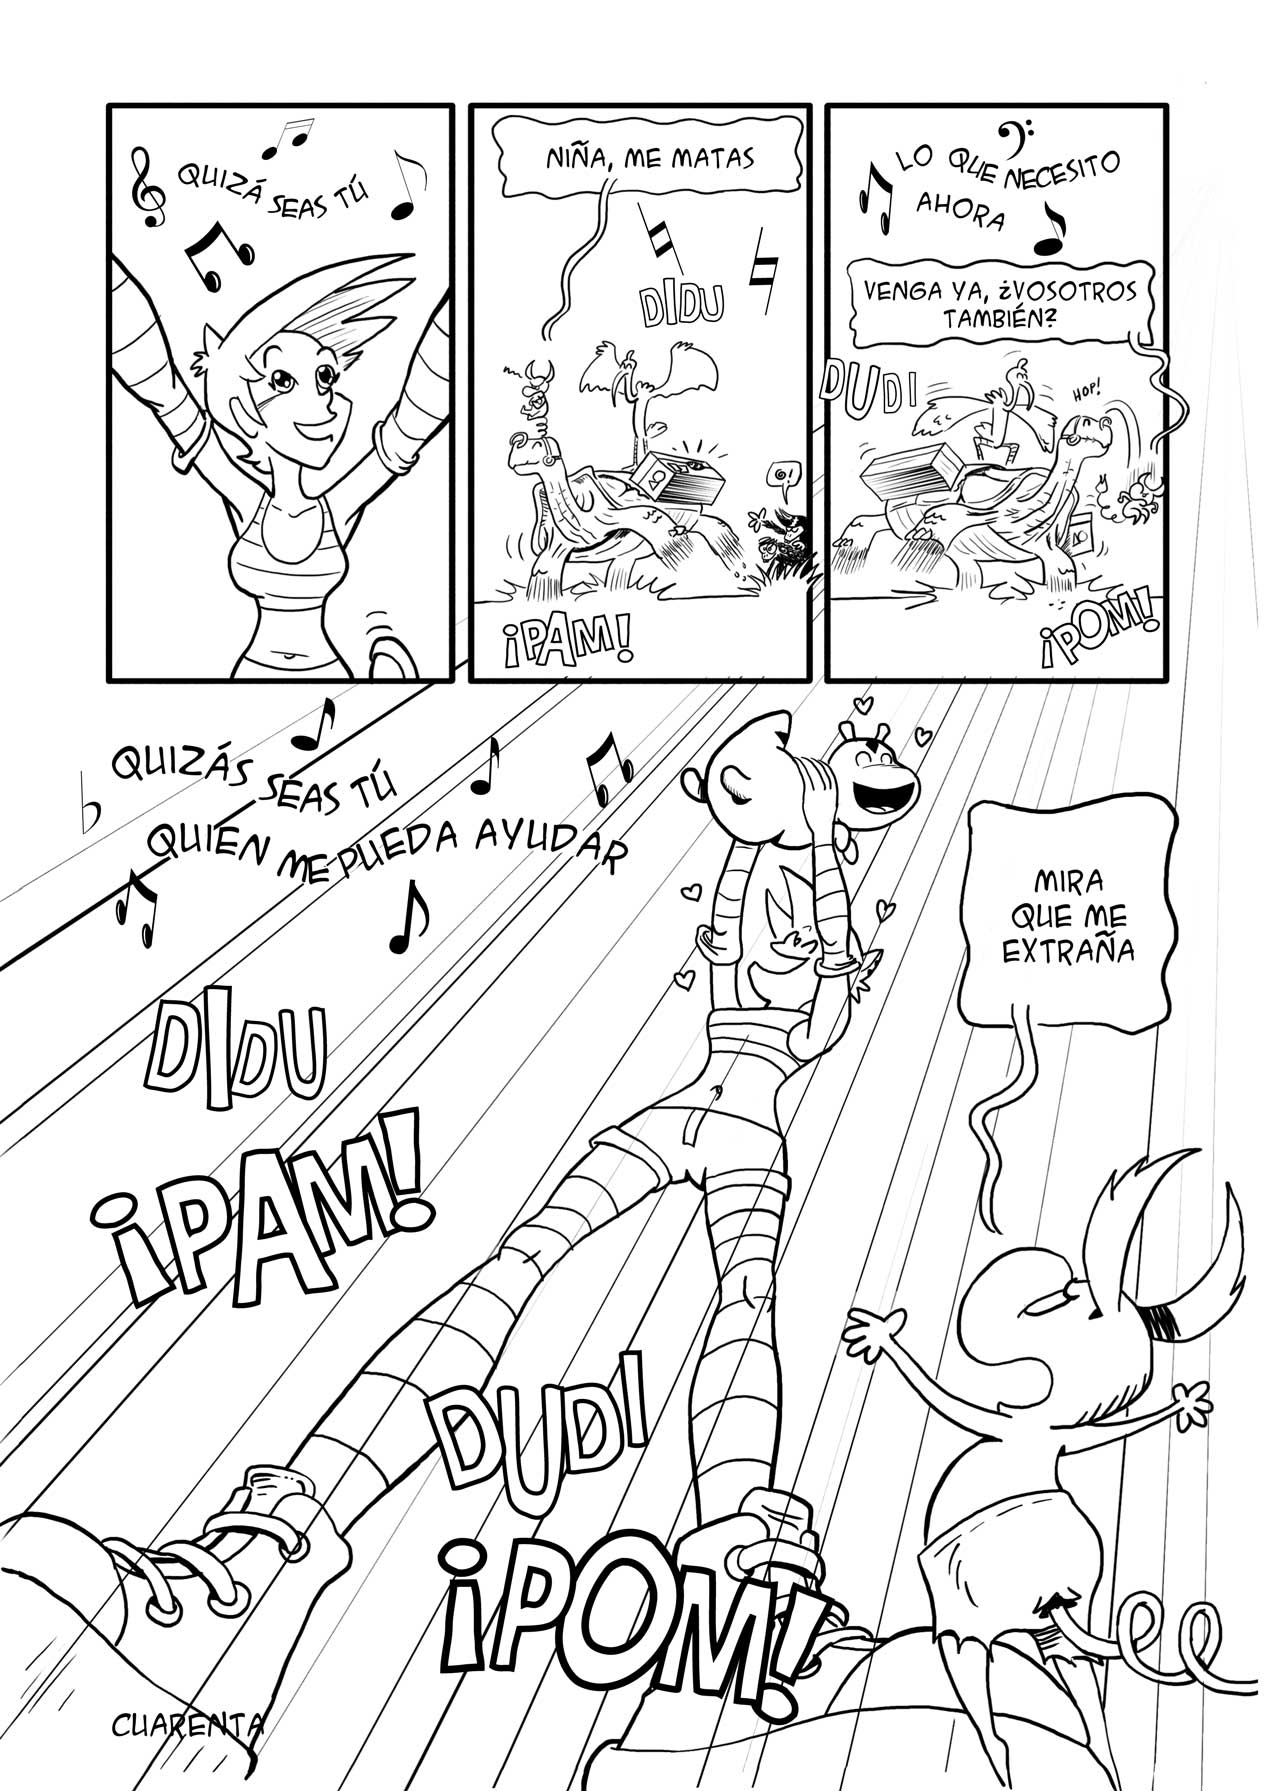 QUIZÁ SEAS TÚ
NIÑA, ME MATAS
DIDU
¡PAM!
LO QUE NECESITO
AHORA
VENGA YA, ¿VOSOTROS
TAMBIÉN?
DUDI
HOP!
¡POM!
QUIZÁS SEAS TÚ
QUIEN ME PUEDA AYUDAR
MIRA
QUE ME
EXTRAÑA
DIDU
¡PAM!
DUDI
¡POM!
CUARENTA